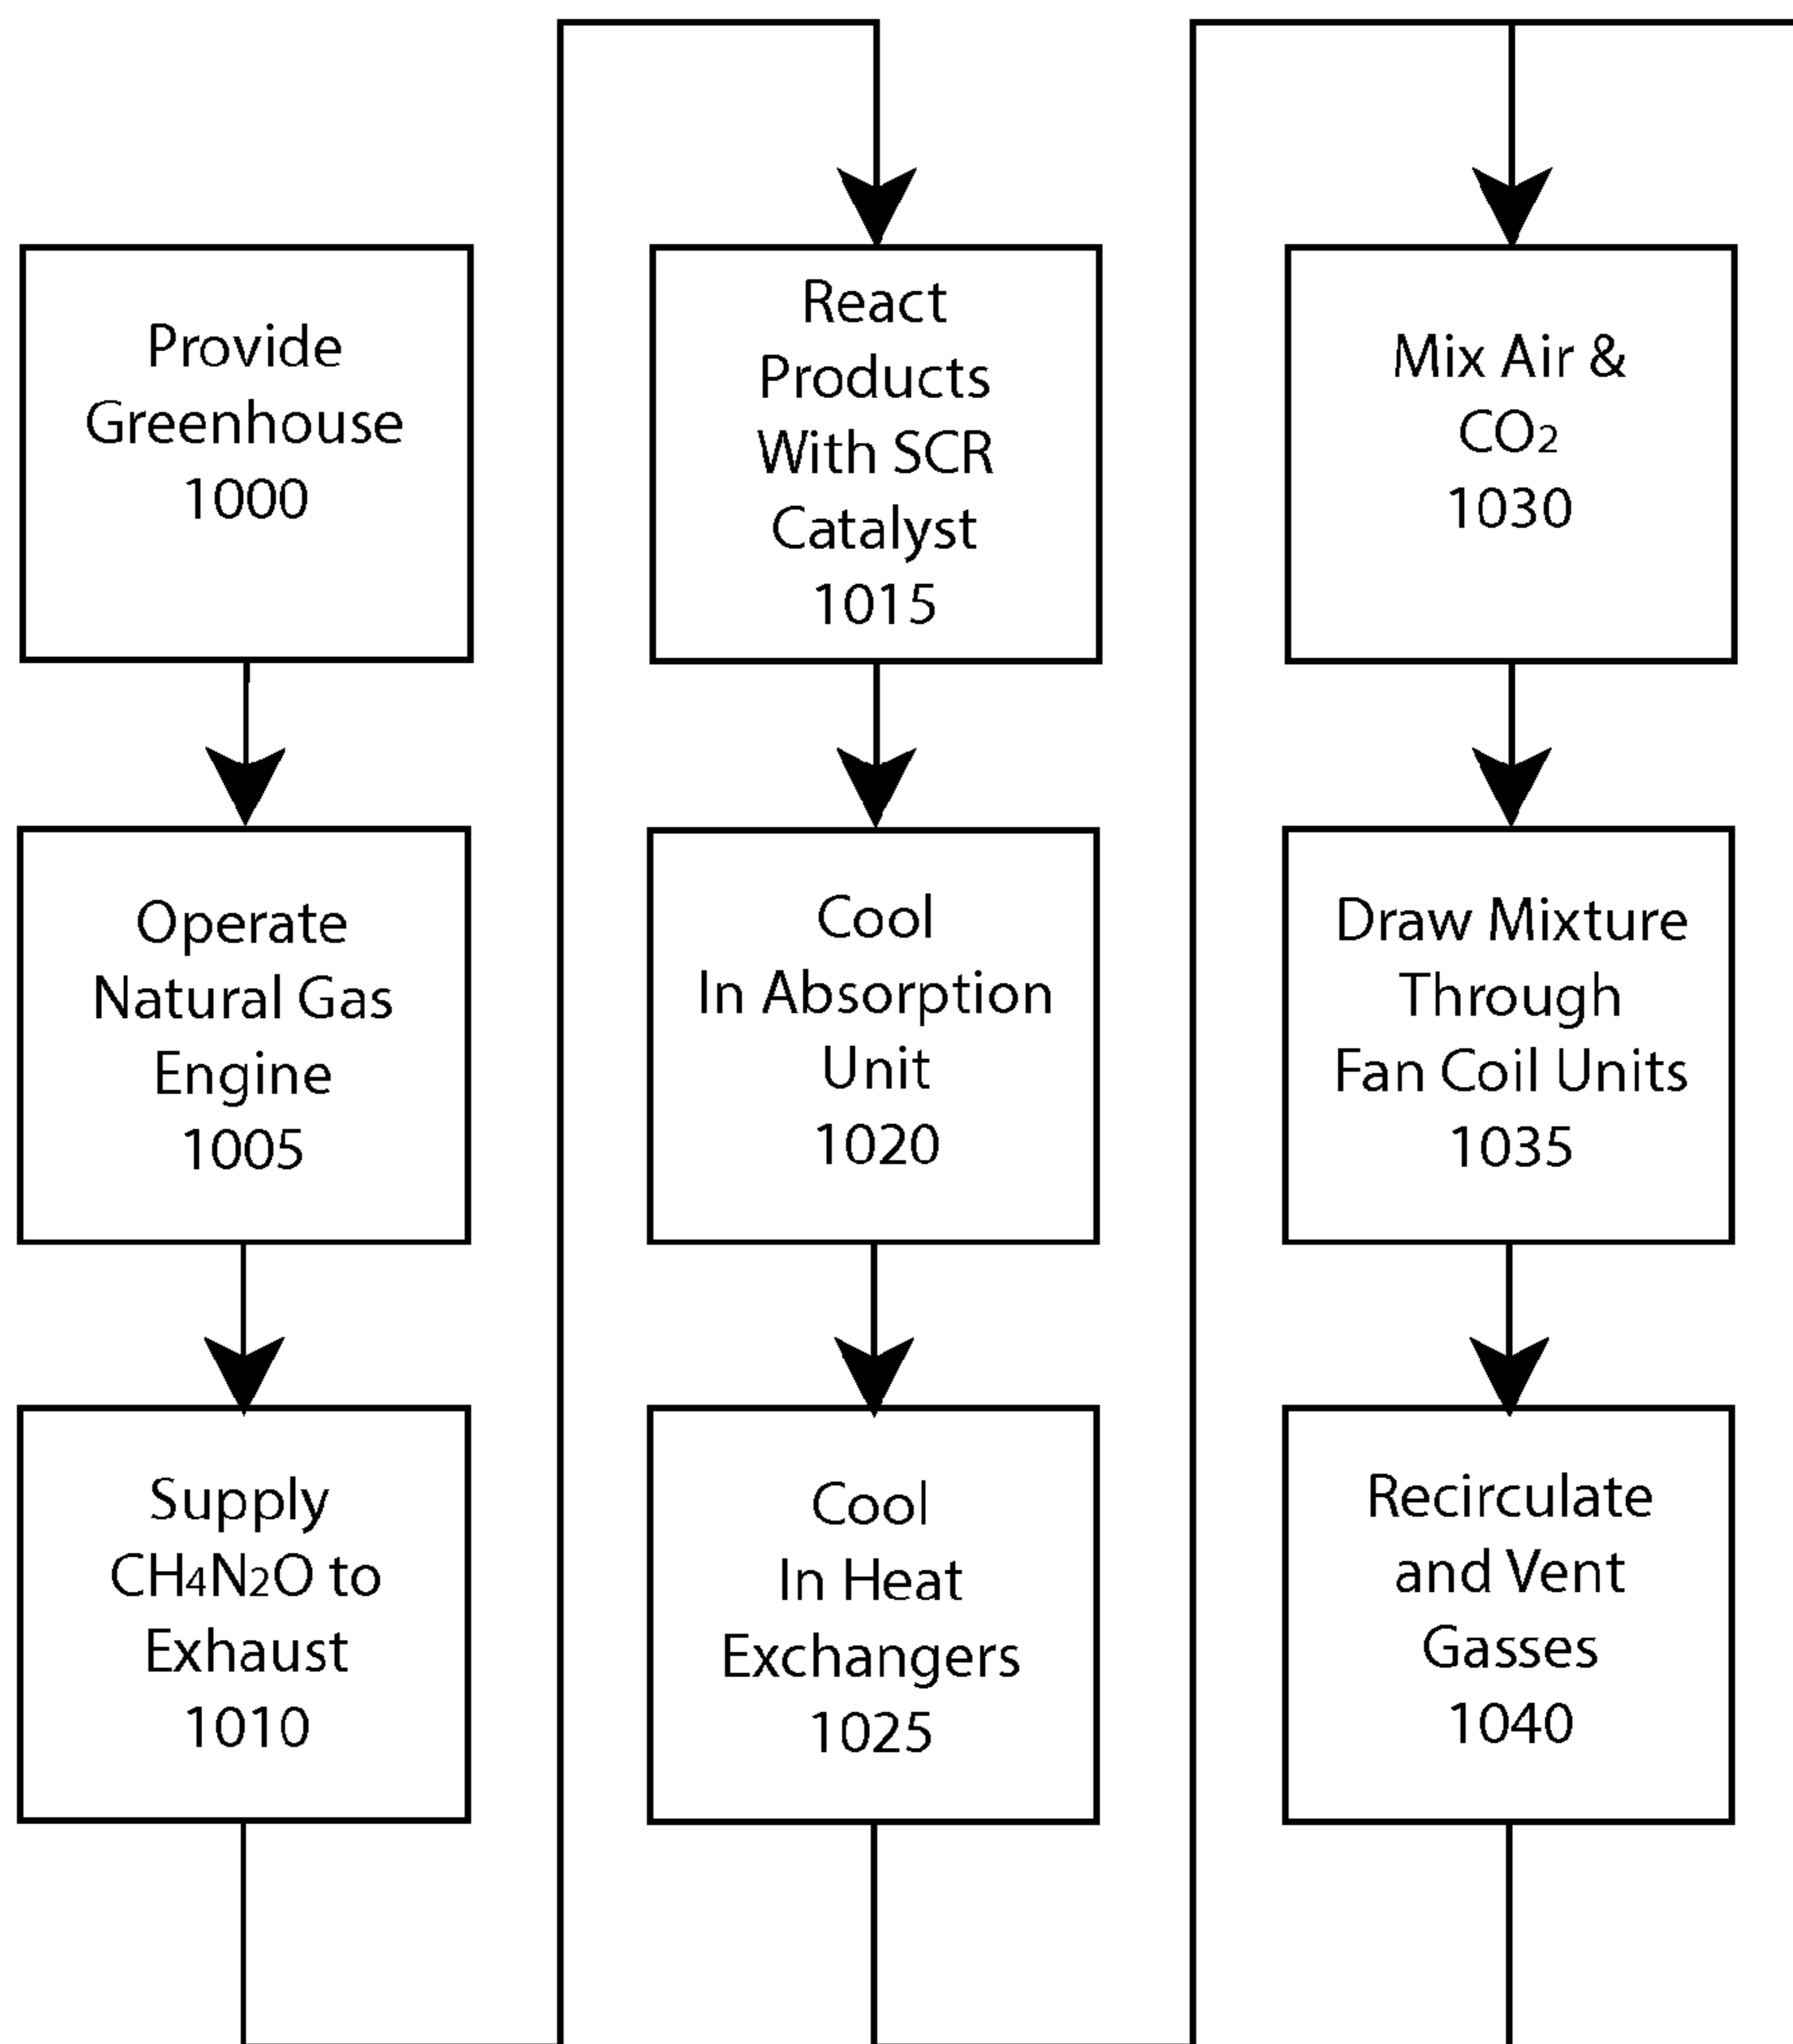 Provide
Greenhouse
1000
Operate
Natural Gas
Engine
1005
Supply
CH₄N₂O to
Exhaust
1010
React
Products
With SCR
Catalyst
1015
Cool
In Absorption
Unit
1020
Cool
In Heat
Exchangers
1025
Mix Air &
CO₂
1030
Draw Mixture
Through
Fan Coil Units
1035
Recirculate
and Vent
Gasses
1040